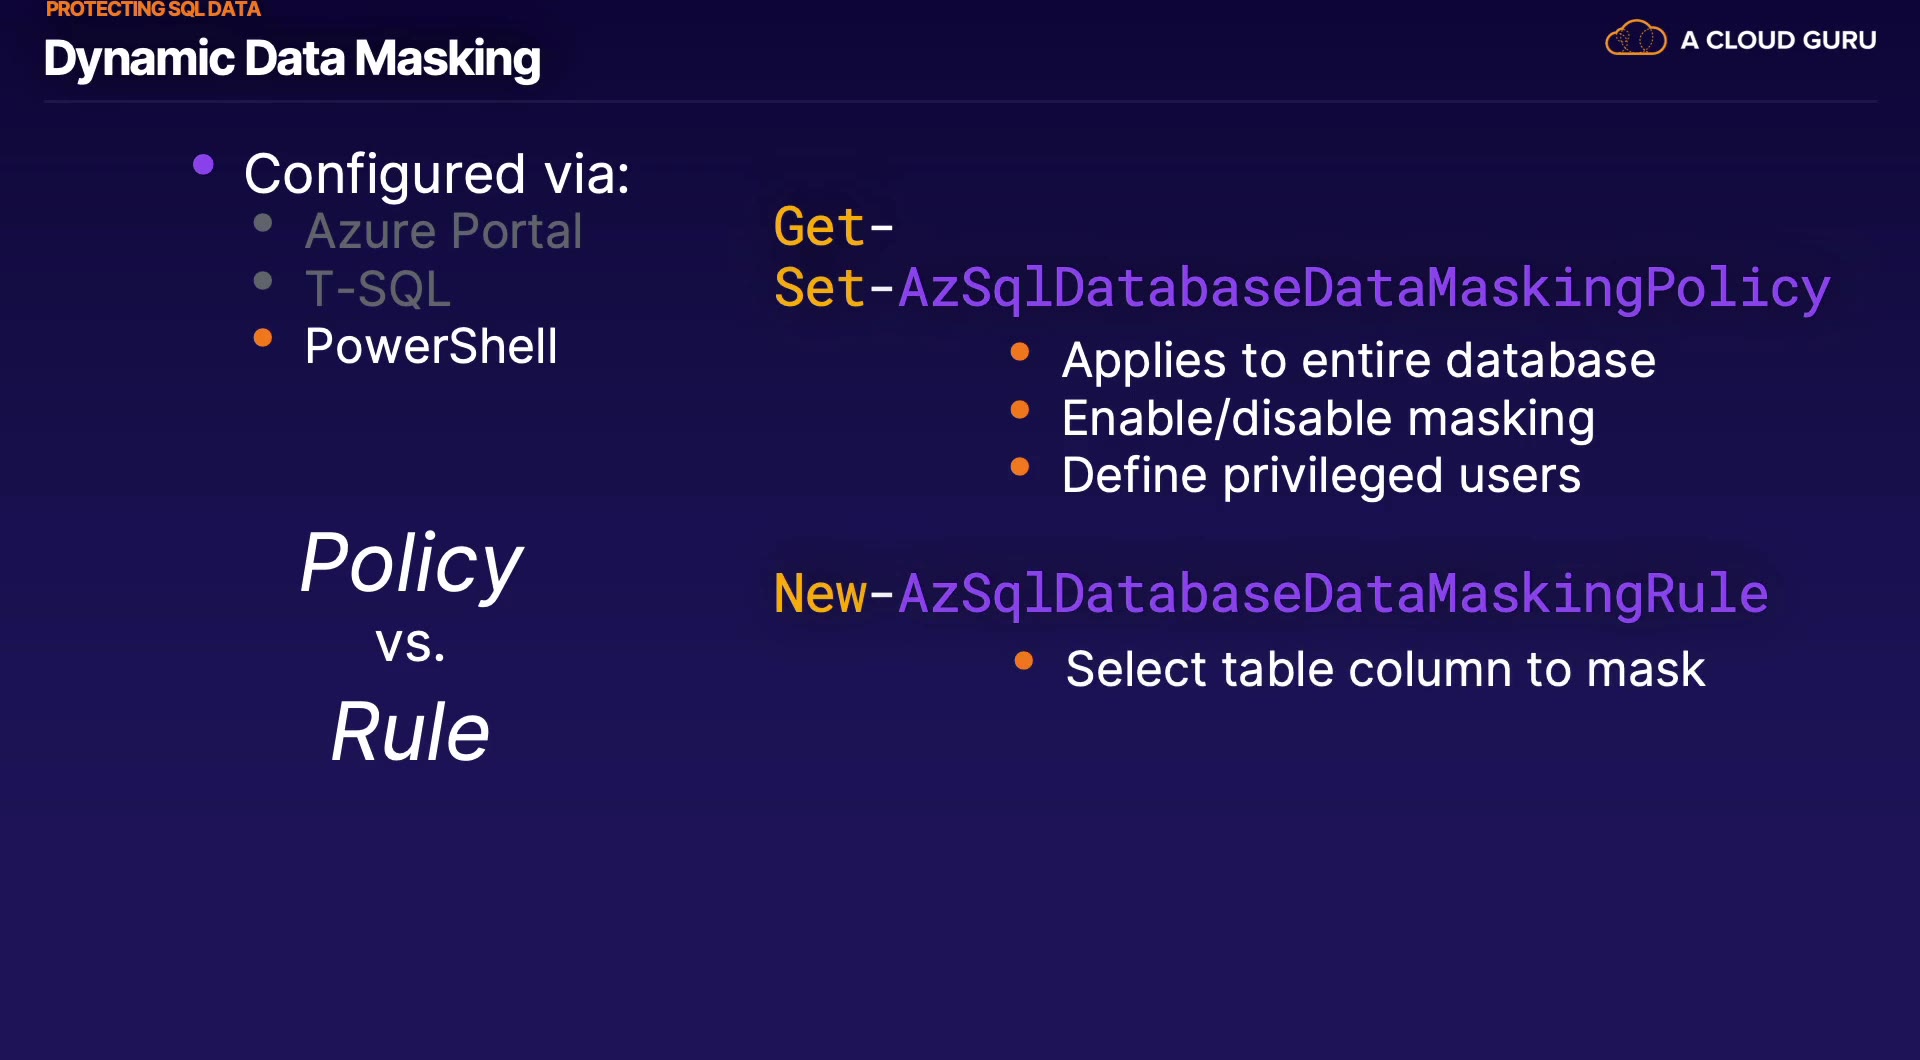 PROTECTING SQL DATA
Dynamic Data Masking
A CLOUD GURU
Configured via:
Azure Portal
T-SQL
PowerShell
Policy
vs.
Rule
Get-
Set-AzSqlDatabaseDataMaskingPolicy
Applies to entire database
Enable/disable masking
Define privileged users
New-AzSqlDatabaseDataMaskingRule
Select table column to mask